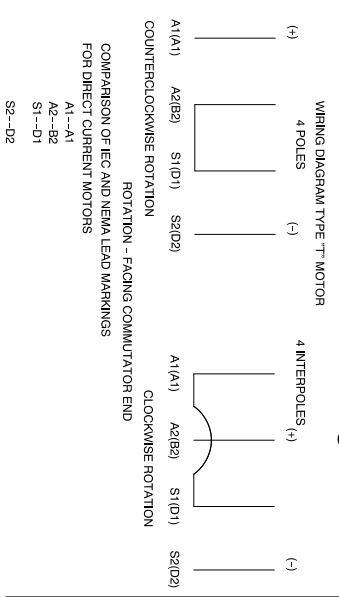 WIRING DIAGRAM TYPE "T" MOTOR
4 POLES
4 INTERPOLES
(+)
(-)
(+)
(-)
A1(A1)
A2(B2)
S1(D1)
S2(D2)
A1(A1)
A2(B2)
S1(D1)
S2(D2)
COUNTERCLOCKWISE ROTATION
CLOCKWISE ROTATION
ROTATION - FACING COMMUTATOR END
COMPARISON OF IEC AND NEMA LEAD MARKINGS
FOR DIRECT CURRENT MOTORS
A1--A1
A2--B2
S1--D1
S2--D2